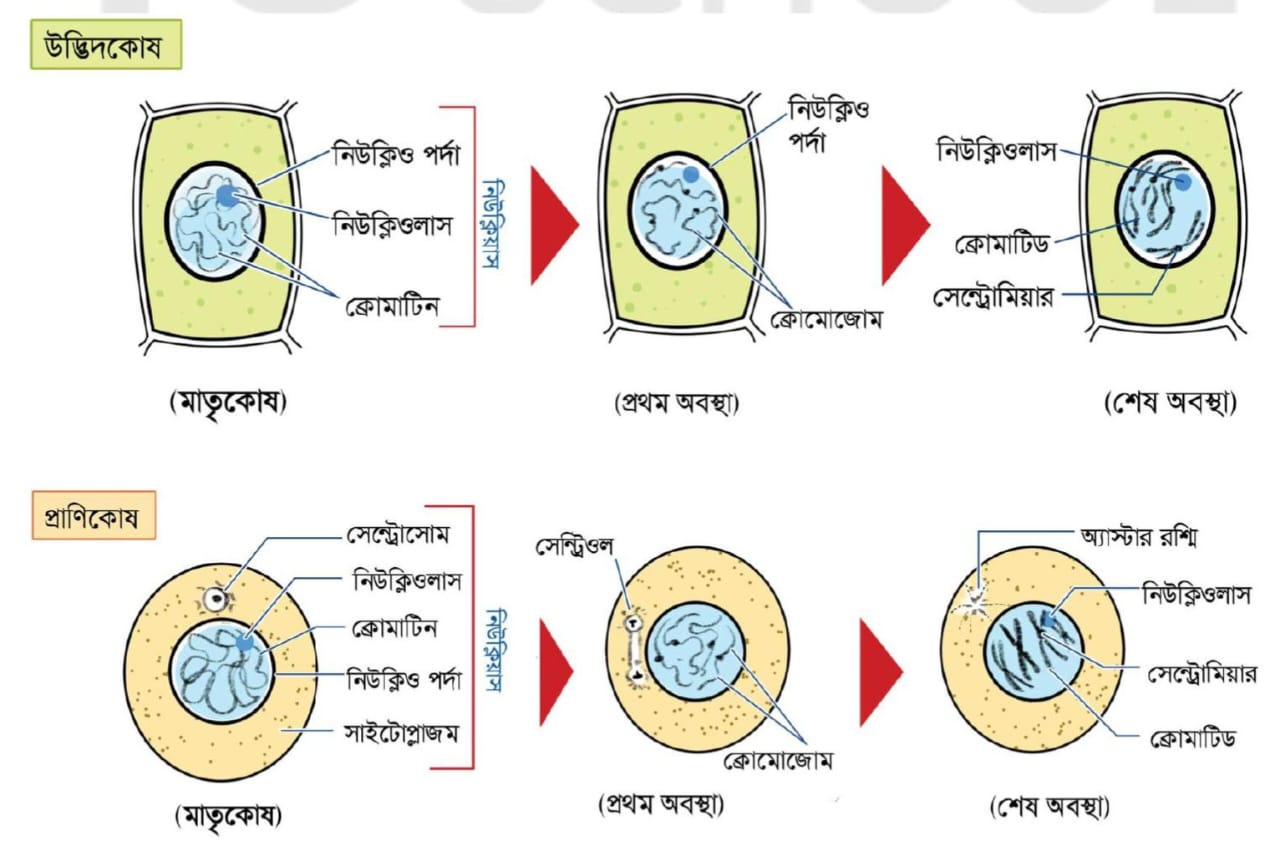 উদ্ভিদকোষ
নিউক্লিও পর্দা
নিউক্লিওলাস
ক্রোমাটিন
নিউক্লিয়াস
(মাতৃকোষ)
নিউক্লিও
পর্দা
ক্রোমোজোম
(প্রথম অবস্থা)
নিউক্লিওলাস
ক্রোমাটিড
সেন্ট্রোমিয়ার
(শেষ অবস্থা)
প্রাণিকোষ
সেন্ট্রোসোম
নিউক্লিওলাস
ক্রোমাটিন
নিউক্লিও পর্দা
সাইটোপ্লাজম
নিউক্লিয়াস
(মাতৃকোষ)
সেন্ট্রিওল
ক্রোমোজোম
(প্রথম অবস্থা)
অ্যাস্টার রশ্মি
নিউক্লিওলাস
সেন্ট্রোমিয়ার
ক্রোমাটিড
(শেষ অবস্থা)